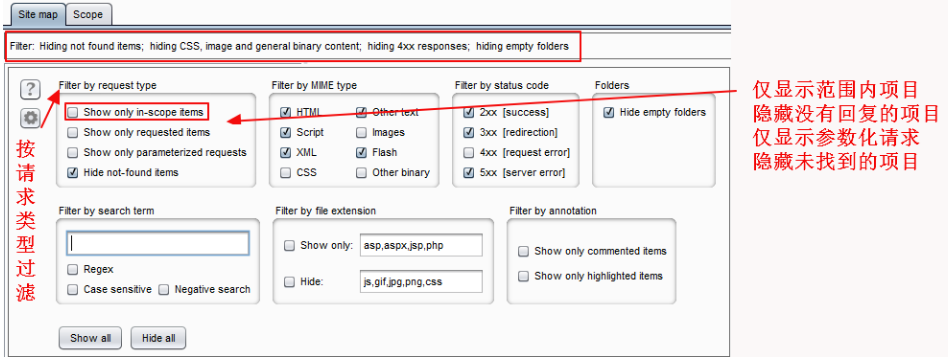 Site map Scope
Filter: Hiding not found items; hiding CSS, image and general binary content; hiding 4xx responses; hiding empty folders
?
Filter by request type Filter by MIME type Filter by status code Folders
Show only in-scope items HTML Other text 2xx [success] Hide empty folders
Show only requested items Script Images 3xx [redirection]
Show only parameterized requests XML Flash 4xx [request error]
Hide not-found items CSS Other binary 5xx [server error]
仅显示范围内项目
隐藏没有回复的项目
仅显示参数化请求
隐藏未找到的项目
按请求类型过滤
Filter by search term Filter by file extension Filter by annotation
Show only: asp,aspx,jsp,php Show only commented items
Regex Hide: js,gif,jpg,png,css Show only highlighted items
Case sensitive Negative search
Show all Hide all